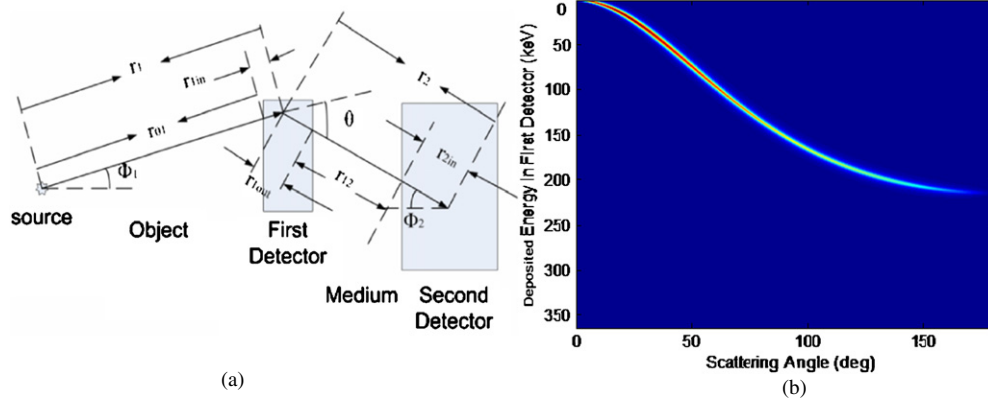 r1
r1in
r01
Φ1
source
Object
First
Detector
θ
r1out
r12
r2
r2in
Φ2
Medium
Second
Detector
(a)
Deposited Energy In First Detector (keV)
0
50
100
150
200
250
300
350
0
50
100
150
Scattering Angle (deg)
(b)